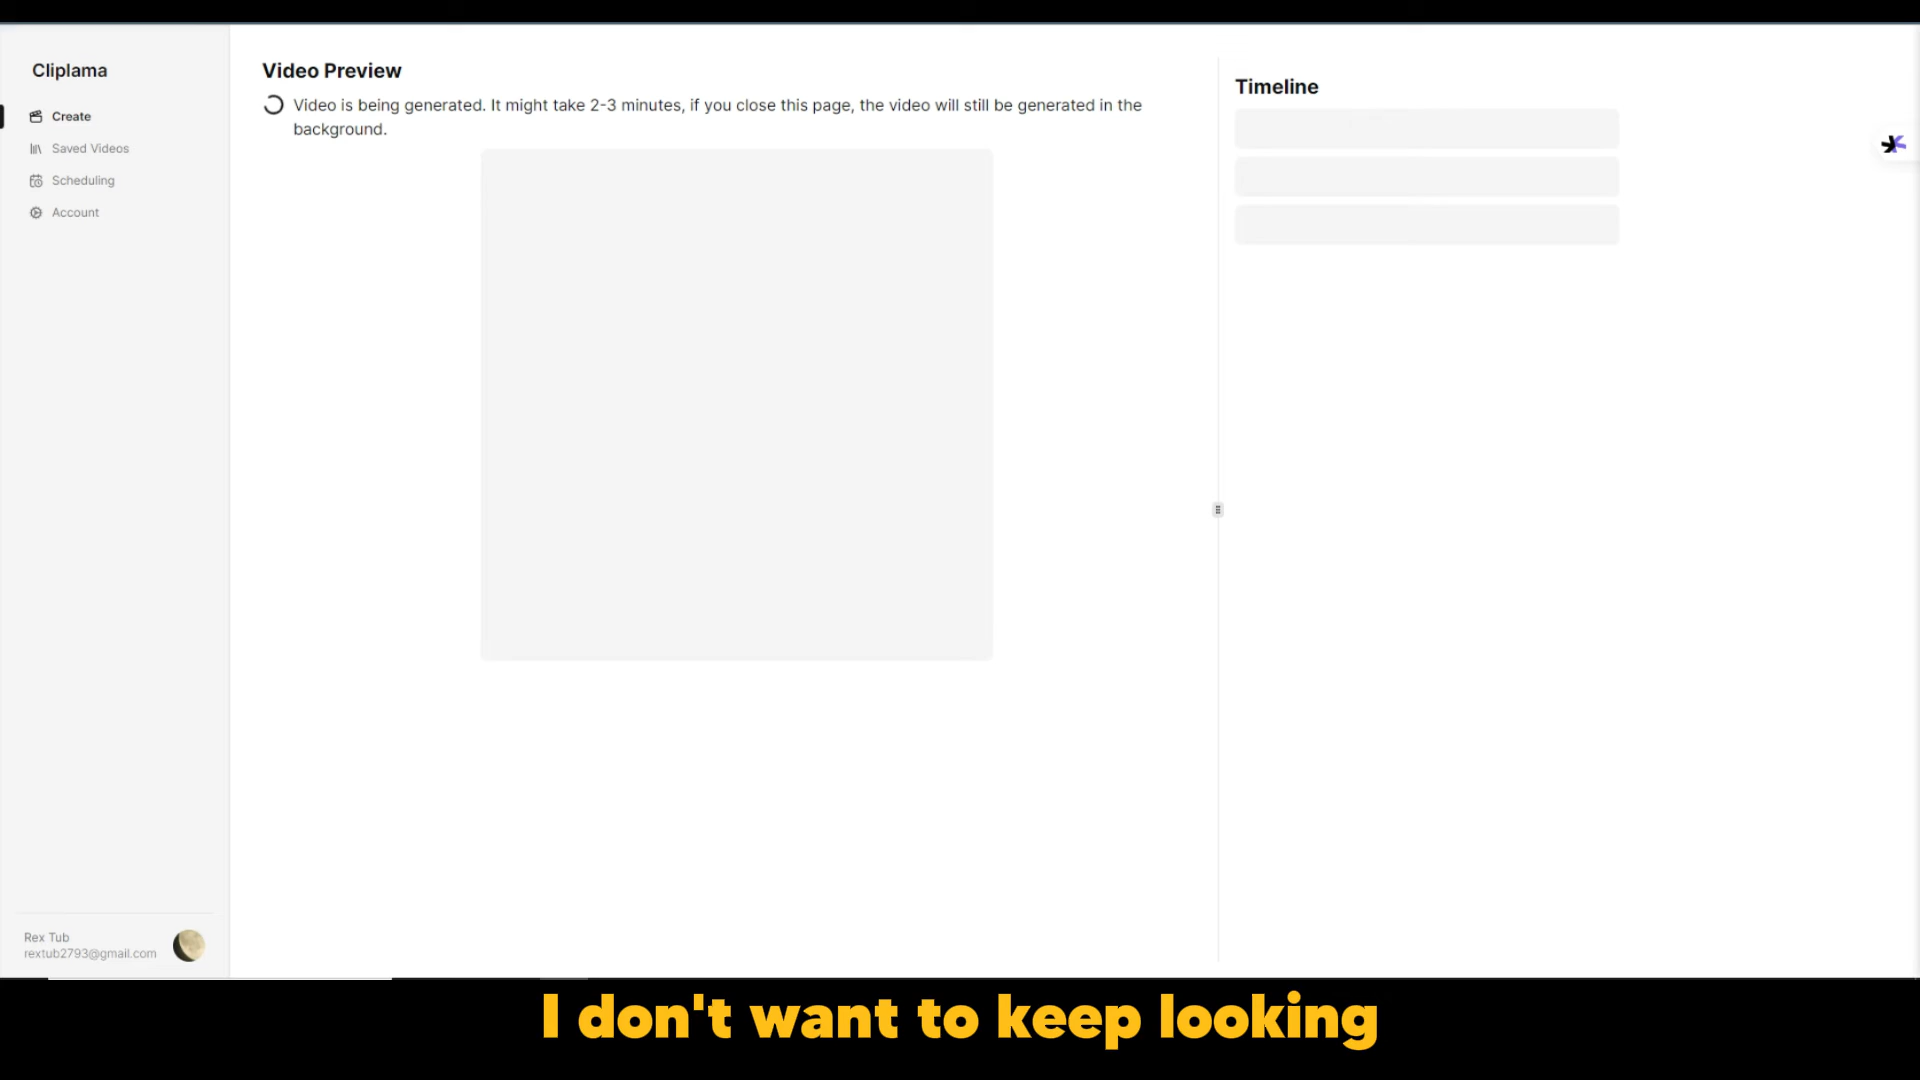 Cliplama
Create
Saved Videos
Scheduling
Account
Rex Tub
rextub2793@gmail.com
Video Preview
Video is being generated. It might take 2-3 minutes, if you close this page, the video will still be generated in the
background.
Timeline
I don't want to keep looking